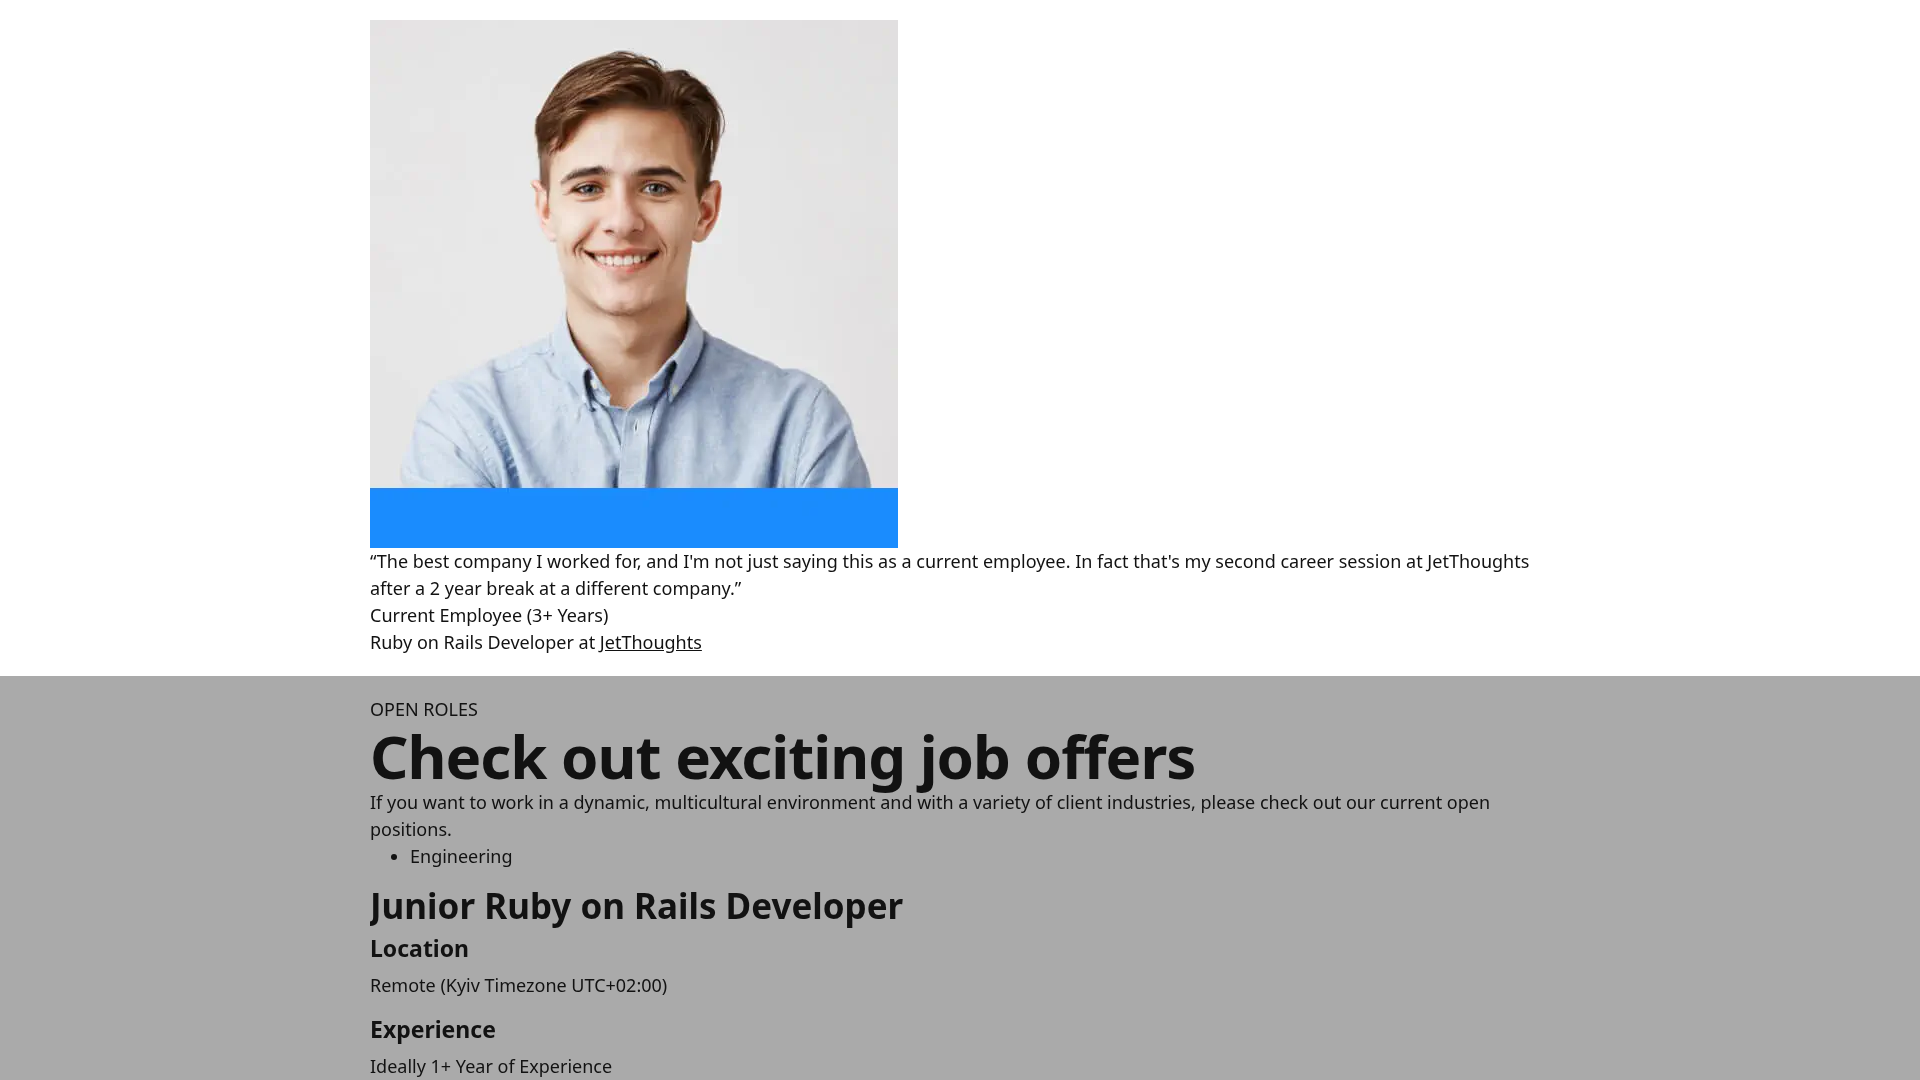 “The best company I worked for, and I'm not just saying this as a current employee. In fact that's my second career session at JetThoughts
after a 2 year break at a different company.”
Current Employee (3+ Years)
Ruby on Rails Developer at JetThoughts
OPEN ROLES
Check out exciting job offers
If you want to work in a dynamic, multicultural environment and with a variety of client industries, please check out our current open
positions.
• Engineering
Junior Ruby on Rails Developer
Location
Remote (Kyiv Timezone UTC+02:00)
Experience
Ideally 1+ Year of Experience